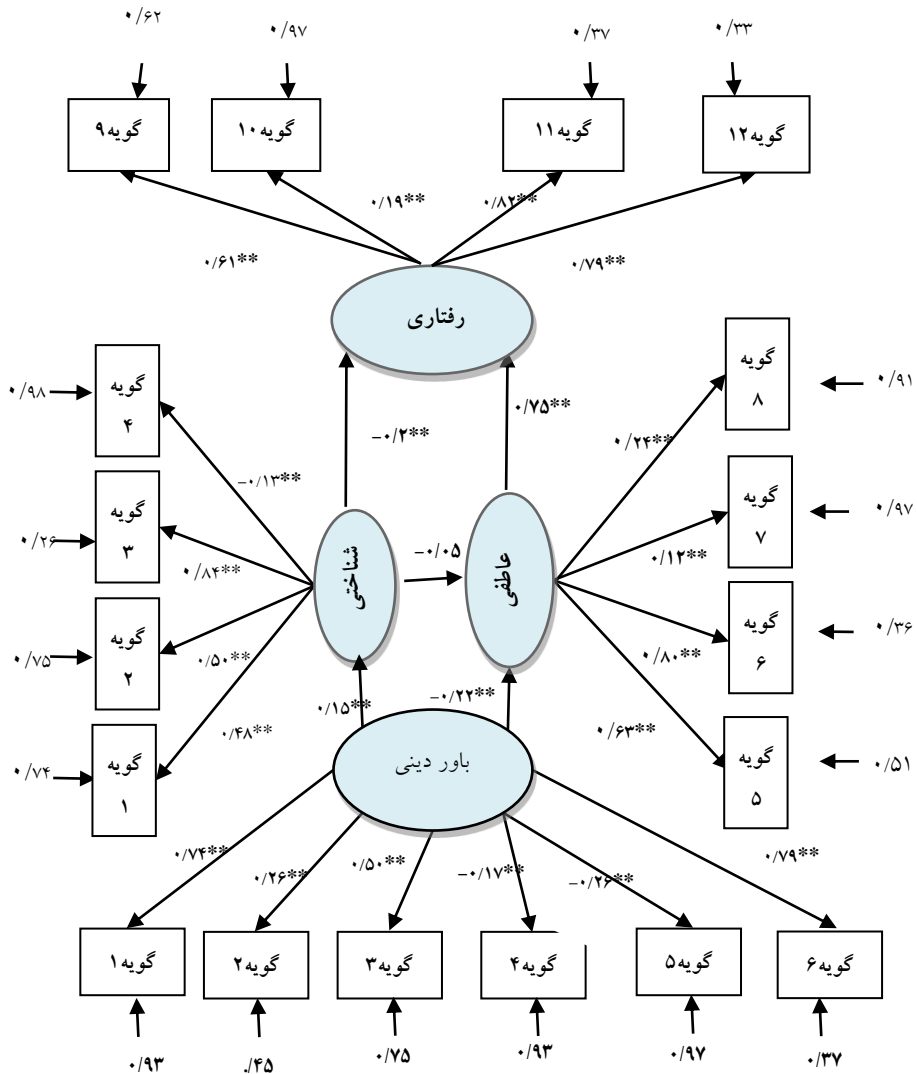 ۰/۶۲
۰/۹۷
۰/۳۷
۰/۳۳
گویه۹
گویه۱۰
گویه۱۱
گویه۱۲
۰/۱۹**
۰/۸۲**
۰/۶۱**
۰/۷۹**
رفتاری
گویه
۴
۰/۹۸
گویه
۸
۰/۹۱
۰/۷۵**
-۰/۲**
۰/۲۴**
-۰/۱۳**
گویه
۳
۰/۲۶
گویه
۷
۰/۹۷
شناختی
-۰/۰۵
عاطفی
۰/۱۲**
۰/۸۴**
گویه
۲
۰/۷۵
گویه
۶
۰/۳۶
۰/۵۰**
۰/۸۰**
۰/۱۵**
-۰/۲۲**
۰/۴۸**
۰/۶۳**
گویه
۱
۰/۷۴
گویه
۵
۰/۵۱
باور دینی
۰/۷۴**
۰/۲۶**
۰/۵۰**
-۰/۱۷**
-۰/۲۶**
۰/۷۹**
گویه۱
گویه۲
گویه۳
گویه۴
گویه۵
گویه۶
۰/۹۳
./۴۵
۰/۷۵
۰/۹۳
۰/۹۷
۰/۳۷